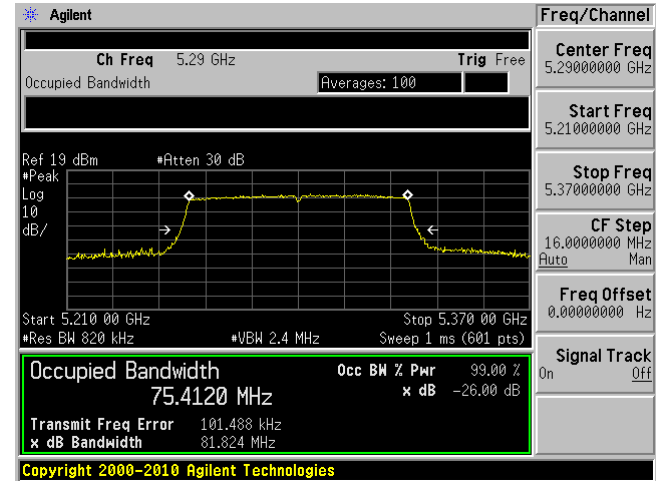 Agilent
Freq/Channel
Ch Freq 5.29 GHz Trig Free
Occupied Bandwidth Averages: 100
Center Freq
5.29000000 GHz
Start Freq
5.21000000 GHz
Stop Freq
5.37000000 GHz
CF Step
16.0000000 MHz
Auto Man
Freq Offset
0.00000000 Hz
Signal Track
On Off
Ref 19 dBm #Atten 30 dB
#Peak
Log
10
dB/
Start 5.210 00 GHz Stop 5.370 00 GHz
#Res BW 820 kHz #VBW 2.4 MHz Sweep 1 ms (601 pts)
Occupied Bandwidth Occ BW % Pwr 99.00 %
75.4120 MHz x dB -26.00 dB
Transmit Freq Error 101.488 kHz
x dB Bandwidth 81.824 MHz
Copyright 2000-2010 Agilent Technologies